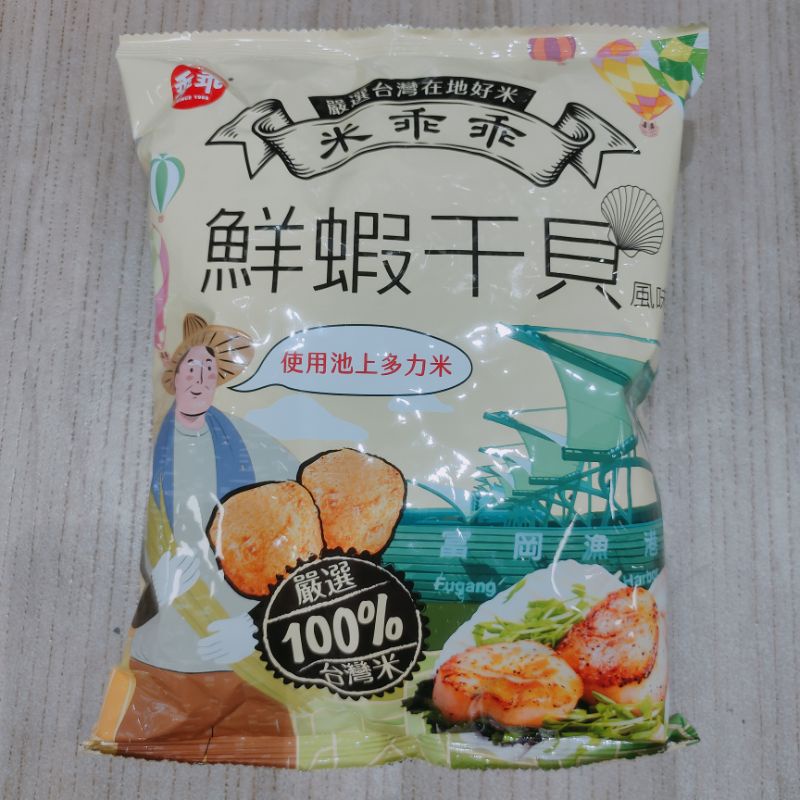 乖乖
SINCE 1968
嚴選台灣在地好米
米乖乖
鮮蝦干貝
風味
使用池上多力米
富岡漁港
Fugang Harbor
嚴選
100%
台灣米